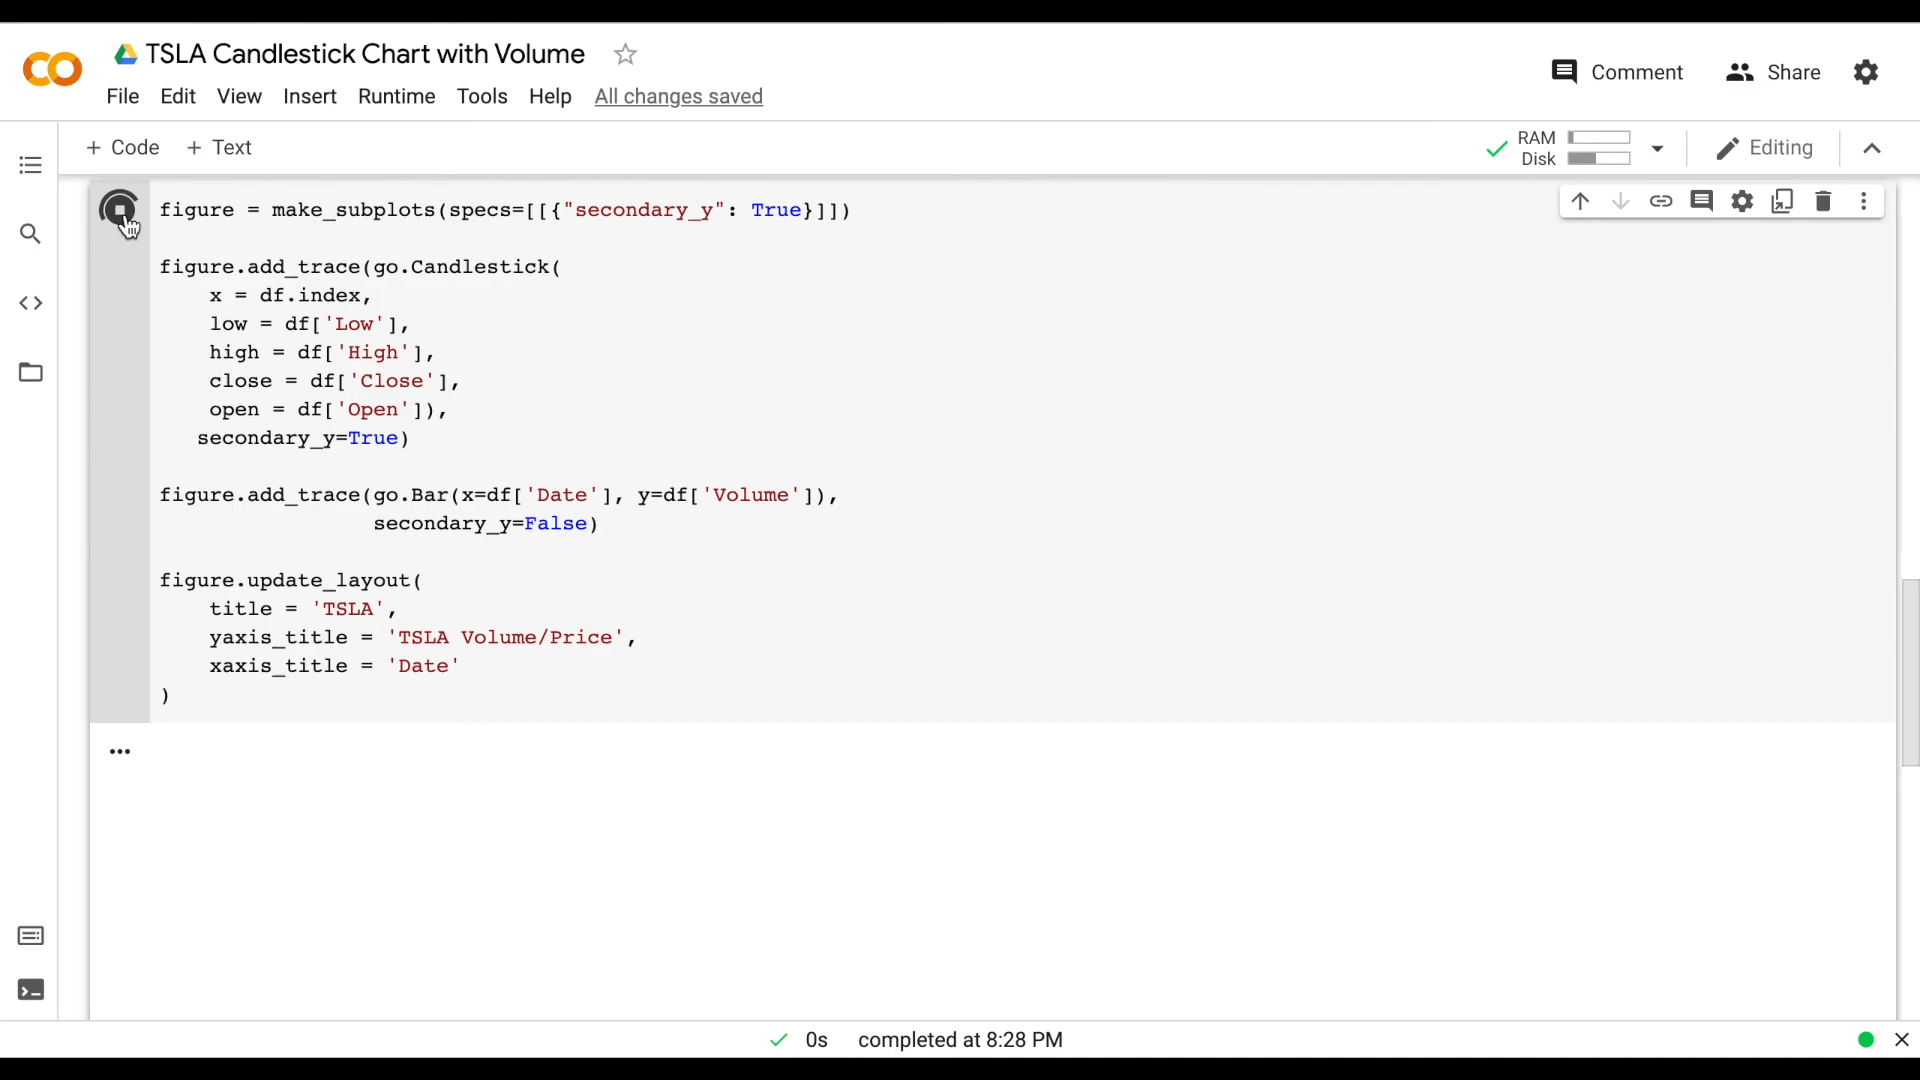 TSLA Candlestick Chart with Volume
Comment
Share
File Edit View Insert Runtime Tools Help All changes saved
+ Code + Text
RAM
Disk
Editing
figure = make_subplots(specs=[[{"secondary_y": True}]])
figure.add_trace(go.Candlestick(
x = df.index,
low = df['Low'],
high = df['High'],
close = df['Close'],
open = df['Open']),
secondary_y=True)
figure.add_trace(go.Bar(x=df['Date'], y=df['Volume']),
secondary_y=False)
figure.update_layout(
title = 'TSLA',
yaxis_title = 'TSLA Volume/Price',
xaxis_title = 'Date'
)
0s completed at 8:28 PM